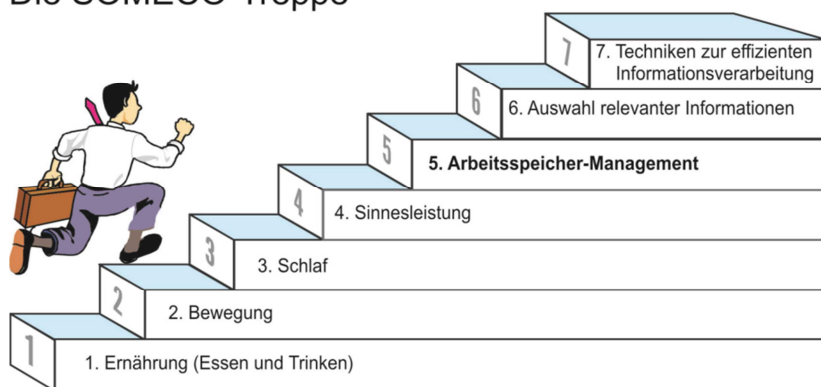 Die
7
7. Techniken zur effizienten
Informationsverarbeitung
6
6. Auswahl relevanter Informationen
5
5. Arbeitsspeicher-Management
4
4. Sinnesleistung
3
3. Schlaf
2
2. Bewegung
1
1. Ernährung (Essen und Trinken)